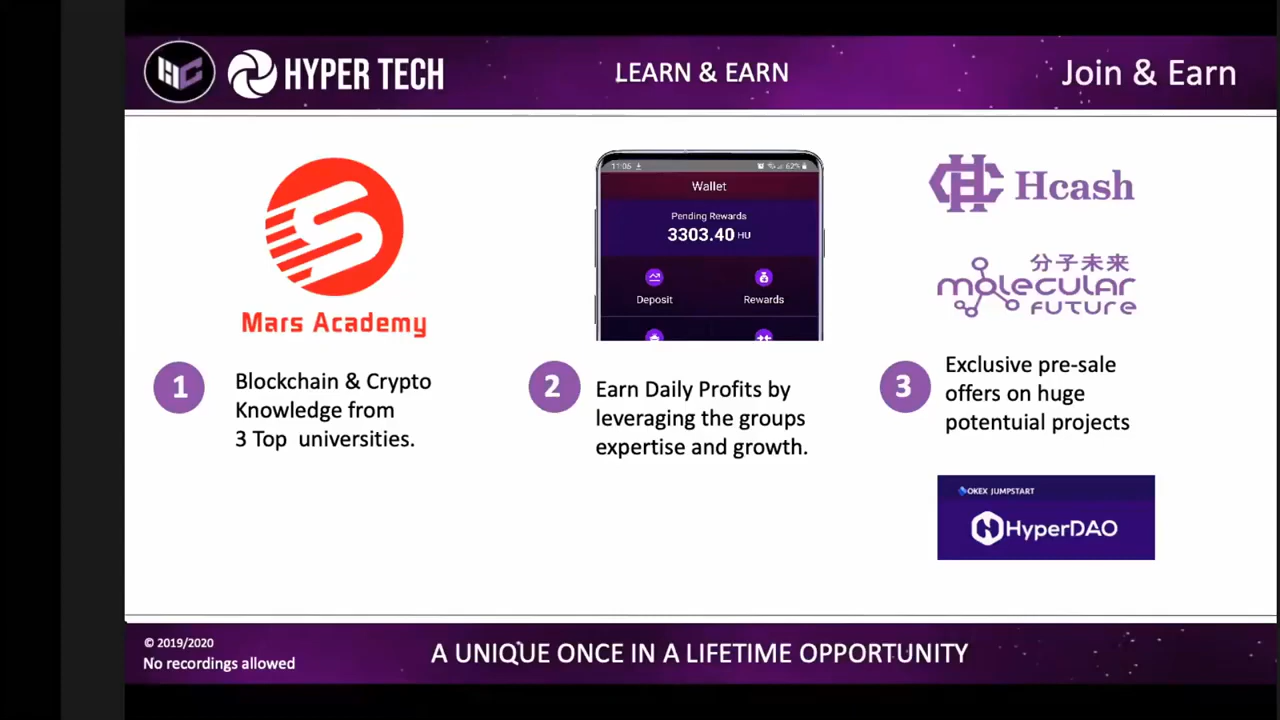 HC HYPER TECH
LEARN & EARN
Join & Earn
Mars Academy
1
Blockchain & Crypto
Knowledge from
3 Top universities.
11:06
62%
Wallet
Pending Rewards
3303.40 HU
Deposit
Rewards
2
Earn Daily Profits by
leveraging the groups
expertise and growth.
Hcash
分子未来
molecular
FUTURE
3
Exclusive pre-sale
offers on huge
potentuial projects
OKEX JUMPSTART
HyperDAO
© 2019/2020
No recordings allowed
A UNIQUE ONCE IN A LIFETIME OPPORTUNITY